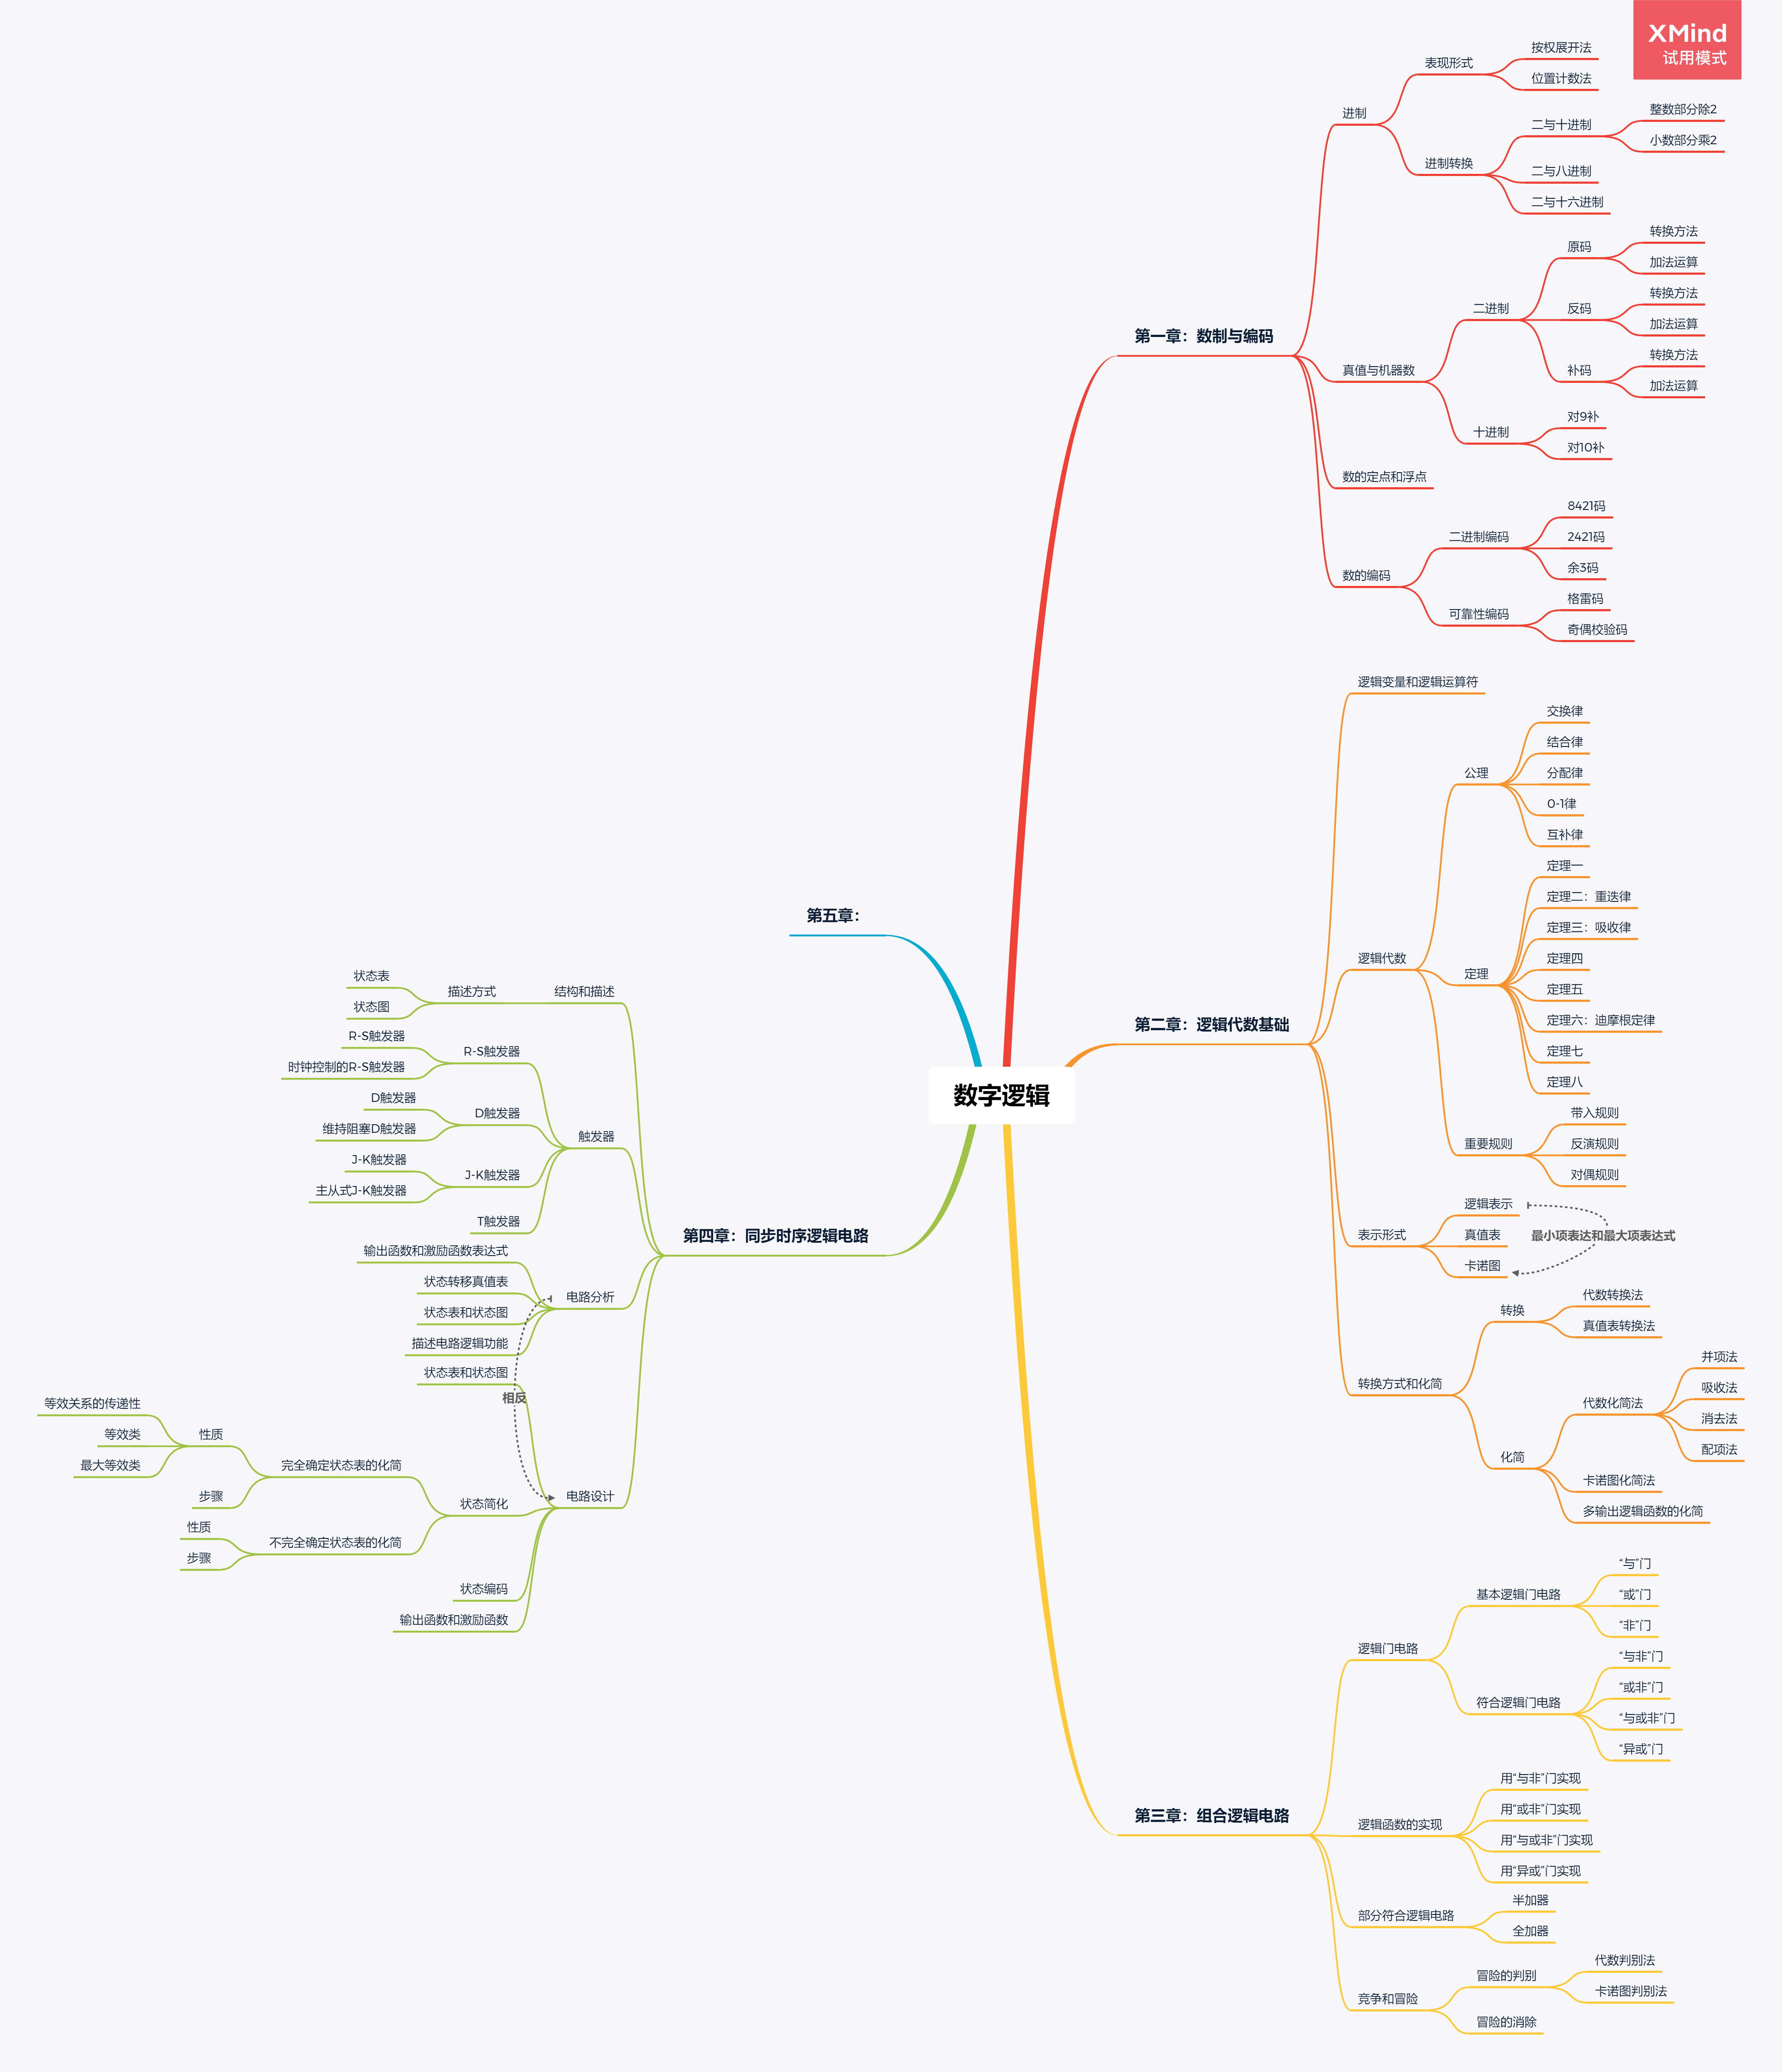 XMind
试用模式
数字逻辑
第一章：数制与编码
进制
表现形式
按权展开法
位置计数法
进制转换
二与十进制
整数部分除2
小数部分乘2
二与八进制
二与十六进制
真值与机器数
二进制
原码
转换方法
加法运算
反码
转换方法
加法运算
补码
转换方法
加法运算
十进制
对9补
对10补
数的定点和浮点
数的编码
二进制编码
8421码
2421码
余3码
可靠性编码
格雷码
奇偶校验码
第二章：逻辑代数基础
逻辑变量和逻辑运算符
逻辑代数
公理
交换律
结合律
分配律
0-1律
互补律
定理
定理一
定理二：重迭律
定理三：吸收律
定理四
定理五
定理六：迪摩根定律
定理七
定理八
重要规则
带入规则
反演规则
对偶规则
表示形式
逻辑表示
真值表
卡诺图
最小项表达和最大项表达式
转换方式和化简
转换
代数转换法
真值表转换法
化简
代数化简法
并项法
吸收法
消去法
配项法
卡诺图化简法
多输出逻辑函数的化简
第三章：组合逻辑电路
逻辑门电路
基本逻辑门电路
“与”门
“或”门
“非”门
符合逻辑门电路
“与非”门
“或非”门
“与或非”门
“异或”门
逻辑函数的实现
用“与非”门实现
用“或非”门实现
用“与或非”门实现
用“异或”门实现
部分符合逻辑电路
半加器
全加器
竞争和冒险
冒险的判别
代数判别法
卡诺图判别法
冒险的消除
第四章：同步时序逻辑电路
结构和描述
描述方式
状态表
状态图
触发器
R-S触发器
R-S触发器
时钟控制的R-S触发器
D触发器
D触发器
维持阻塞D触发器
J-K触发器
J-K触发器
主从式J-K触发器
T触发器
电路分析
输出函数和激励函数表达式
状态转移真值表
状态表和状态图
描述电路逻辑功能
相反
电路设计
状态表和状态图
状态简化
完全确定状态表的化简
性质
等效关系的传递性
等效类
最大等效类
步骤
不完全确定状态表的化简
性质
步骤
状态编码
输出函数和激励函数
第五章：